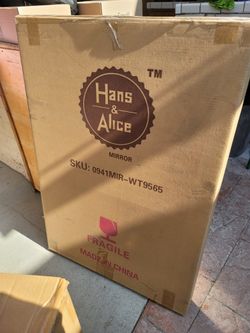 Hans
&
Alice
™
MIRROR
SKU: 0941MIR-WT9565
FRAGILE
MADE IN CHINA